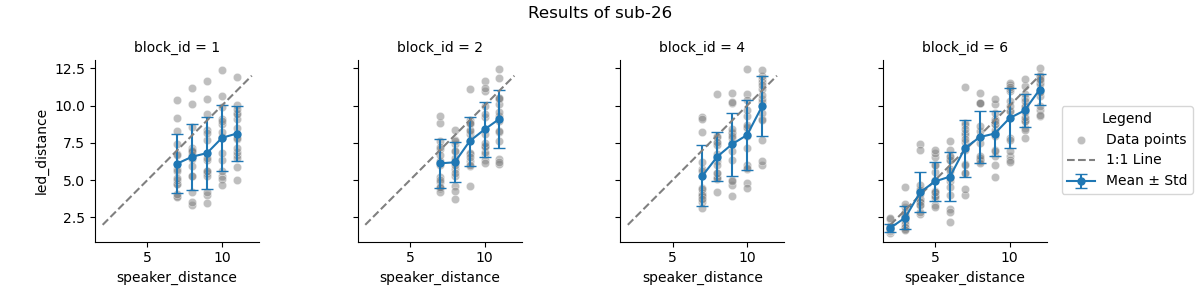 Results of sub-26
block_id = 1
block_id = 2
block_id = 4
block_id = 6
led_distance
12.5
10.0
7.5
5.0
2.5
5 10
5 10
5 10
5 10
speaker_distance
speaker_distance
speaker_distance
speaker_distance
Legend
Data points
1:1 Line
Mean ± Std